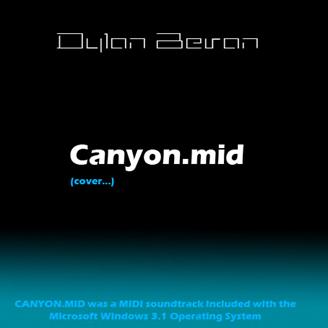 Dylan Beran
Canyon.mid
(cover...)
CANYON.MID was a MIDI soundtrack included with the
Microsoft Windows 3.1 Operating System